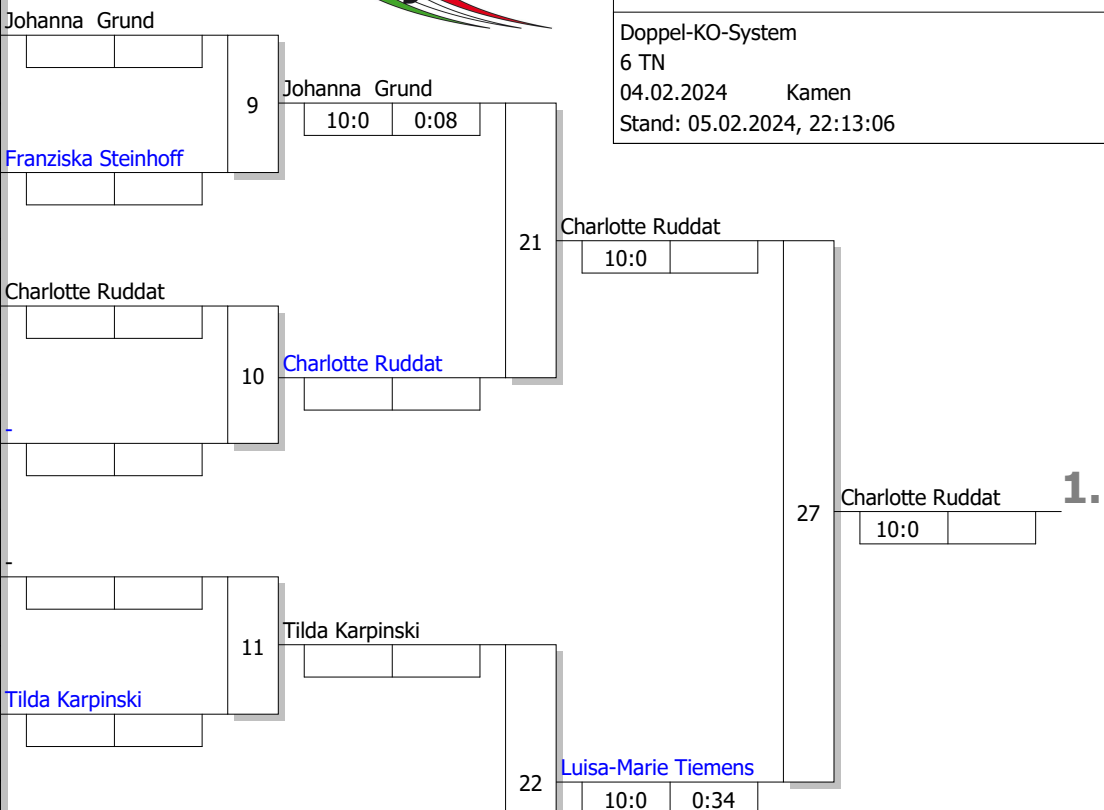 Johanna Grund
Doppel-KO-System
6 TN
04.02.2024 Kamen
Stand: 05.02.2024, 22:13:06
9
Johanna Grund
10:0 0:08
Franziska Steinhoff
21
Charlotte Ruddat
10:0
Charlotte Ruddat
10
Charlotte Ruddat
-
27
Charlotte Ruddat
1.
10:0
-
11
Tilda Karpinski
Tilda Karpinski
22
Luisa-Marie Tiemens
10:0 0:34